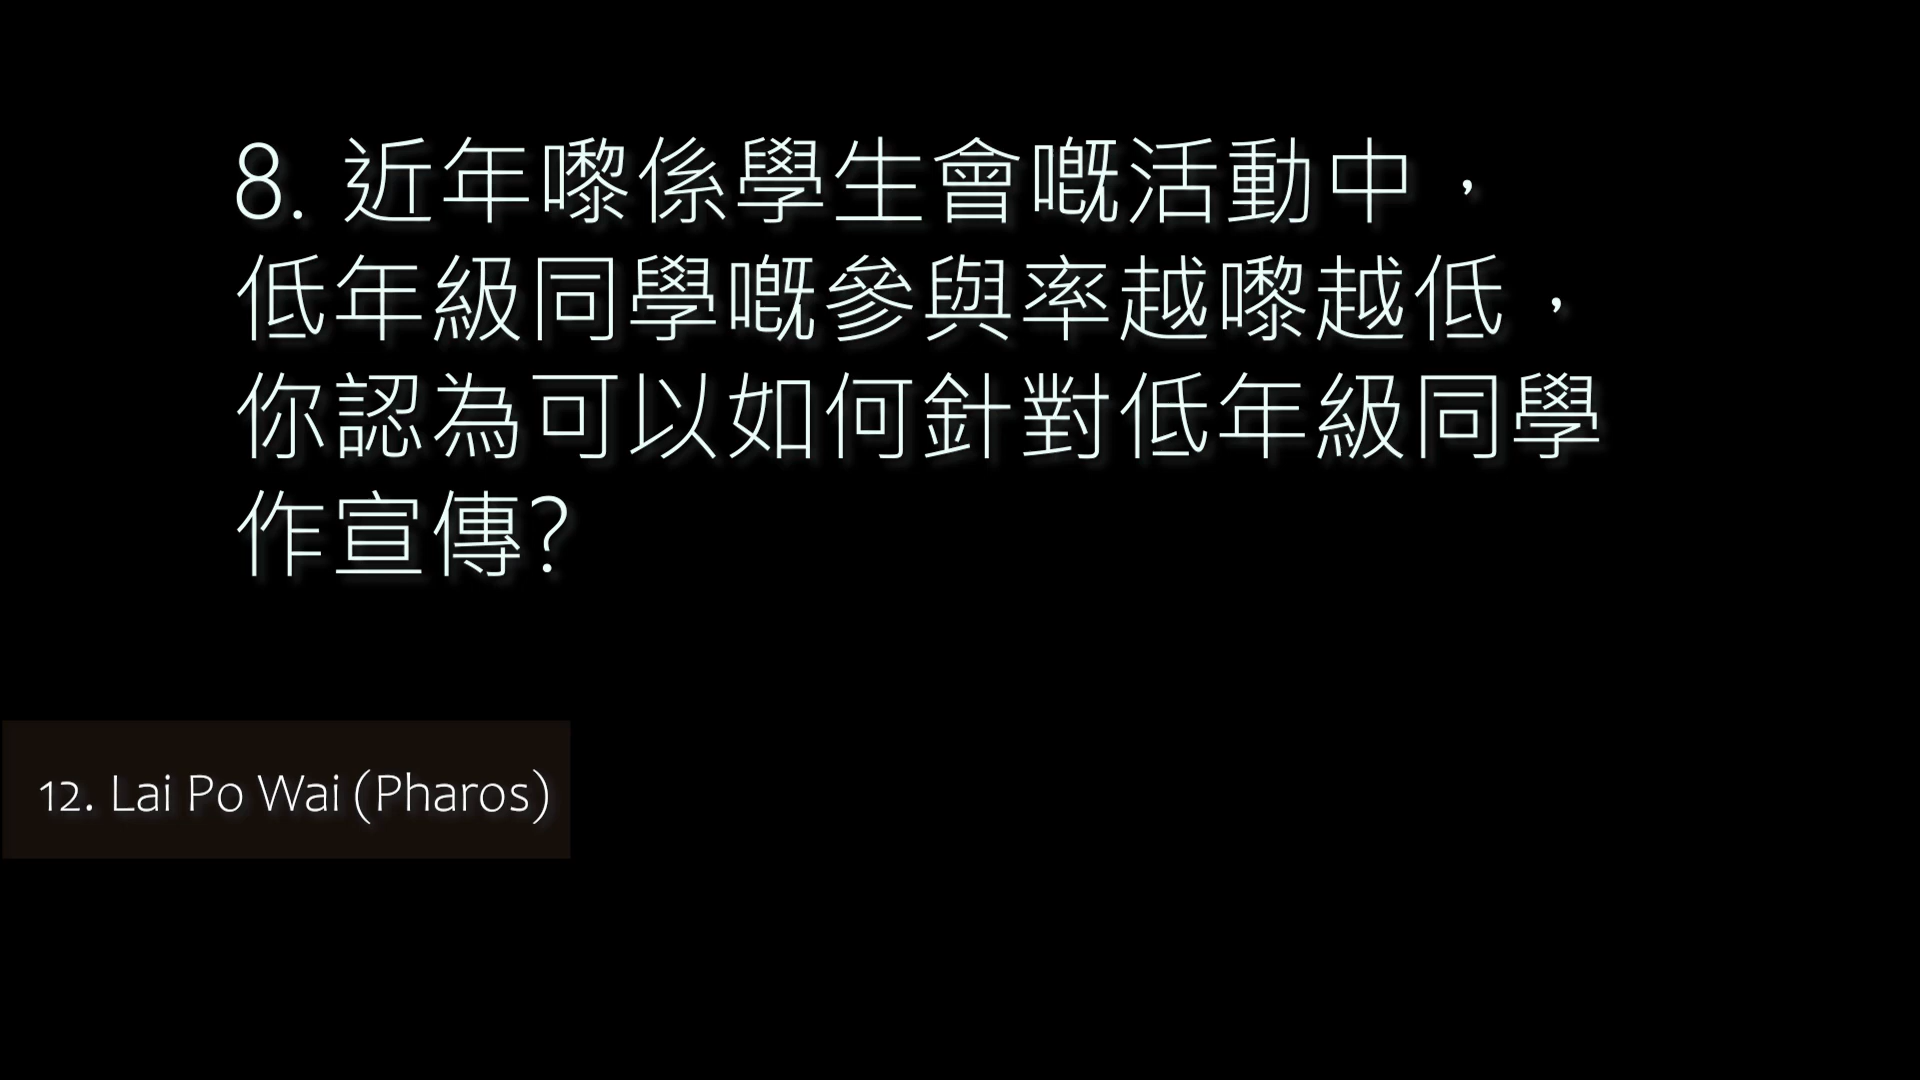 8. 近年嚟係學生會嘅活動中，
低年級同學嘅參與率越嚟越低，
你認為可以如何針對低年級同學
作宣傳?
12. Lai Po Wai (Pharos)